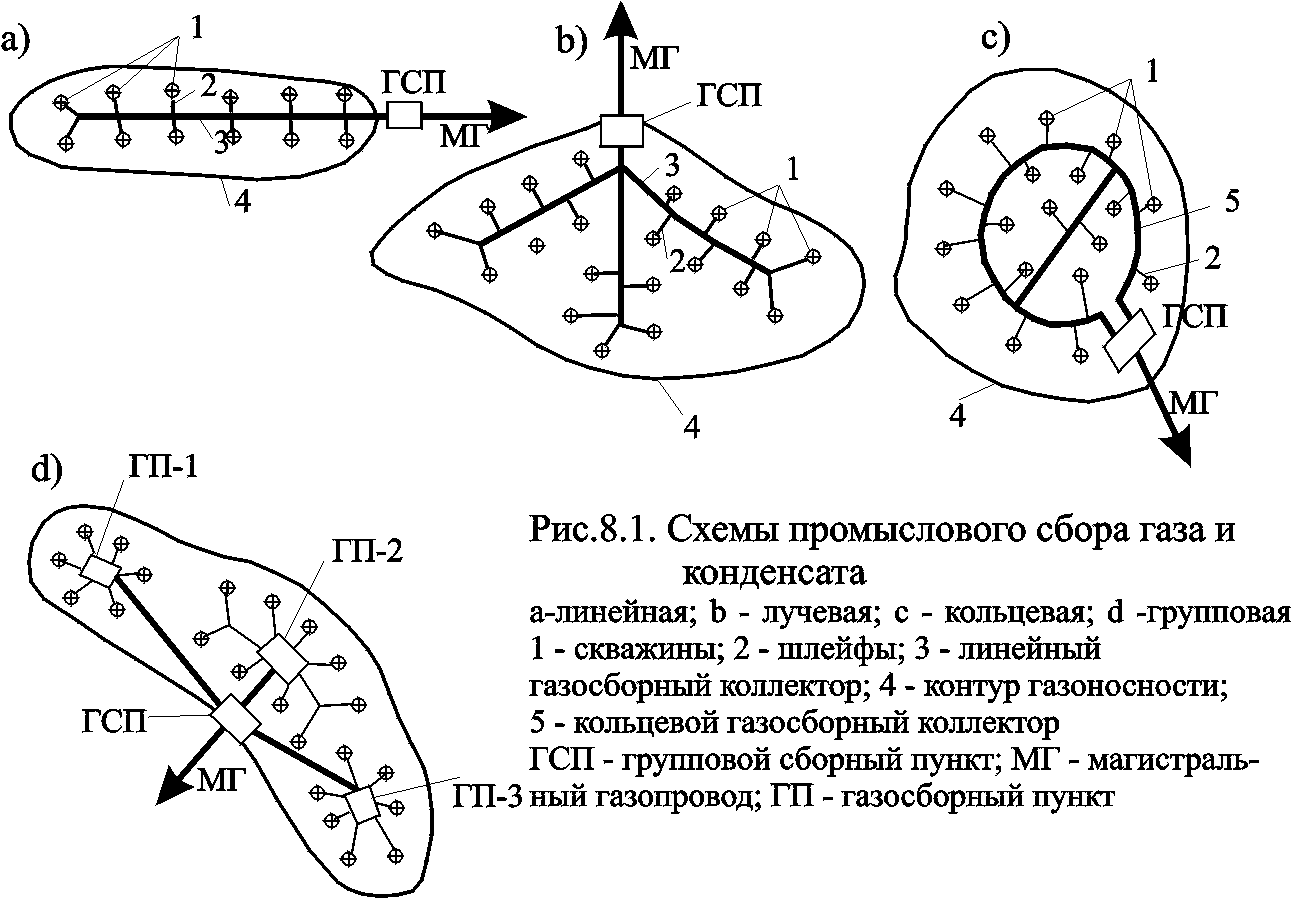 a)
1
2
3
4
ГСП
МГ
b)
МГ
ГСП
3
1
2
4
c)
1
5
2
ГСП
4
МГ
d)
ГП-1
ГП-2
ГСП
МГ
ГП-3
Рис.8.1. Схемы промыслового сбора газа и
конденсата
а-линейная; b - лучевая; c - кольцевая; d -групповая
1 - скважины; 2 - шлейфы; 3 - линейный
газосборный коллектор; 4 - контур газоносности;
5 - кольцевой газосборный коллектор
ГСП - групповой сборный пункт; МГ - магистраль-
ный газопровод; ГП - газосборный пункт